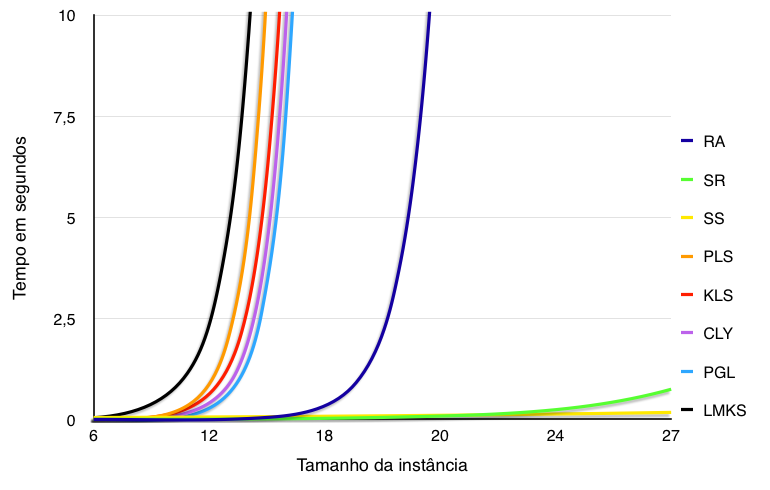 10
7,5
5
2,5
0
Tempo em segundos
6 12 18 20 24 27
Tamanho da instância
RA
SR
SS
PLS
KLS
CLY
PGL
LMKS